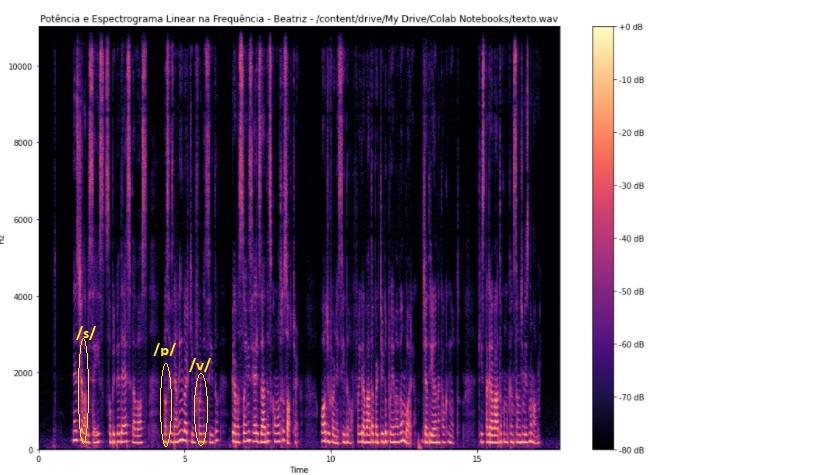 Potência e Espectrograma Linear na Frequência - Beatriz - /content/drive/My Drive/Colab Notebooks/texto.wav
+0 dB
10000
-10 dB
8000
-20 dB
6000
-30 dB
Hz
-40 dB
4000
-50 dB
/s/
/p/
-60 dB
/v/
2000
-70 dB
0
-80 dB
0
5
10
15
Time